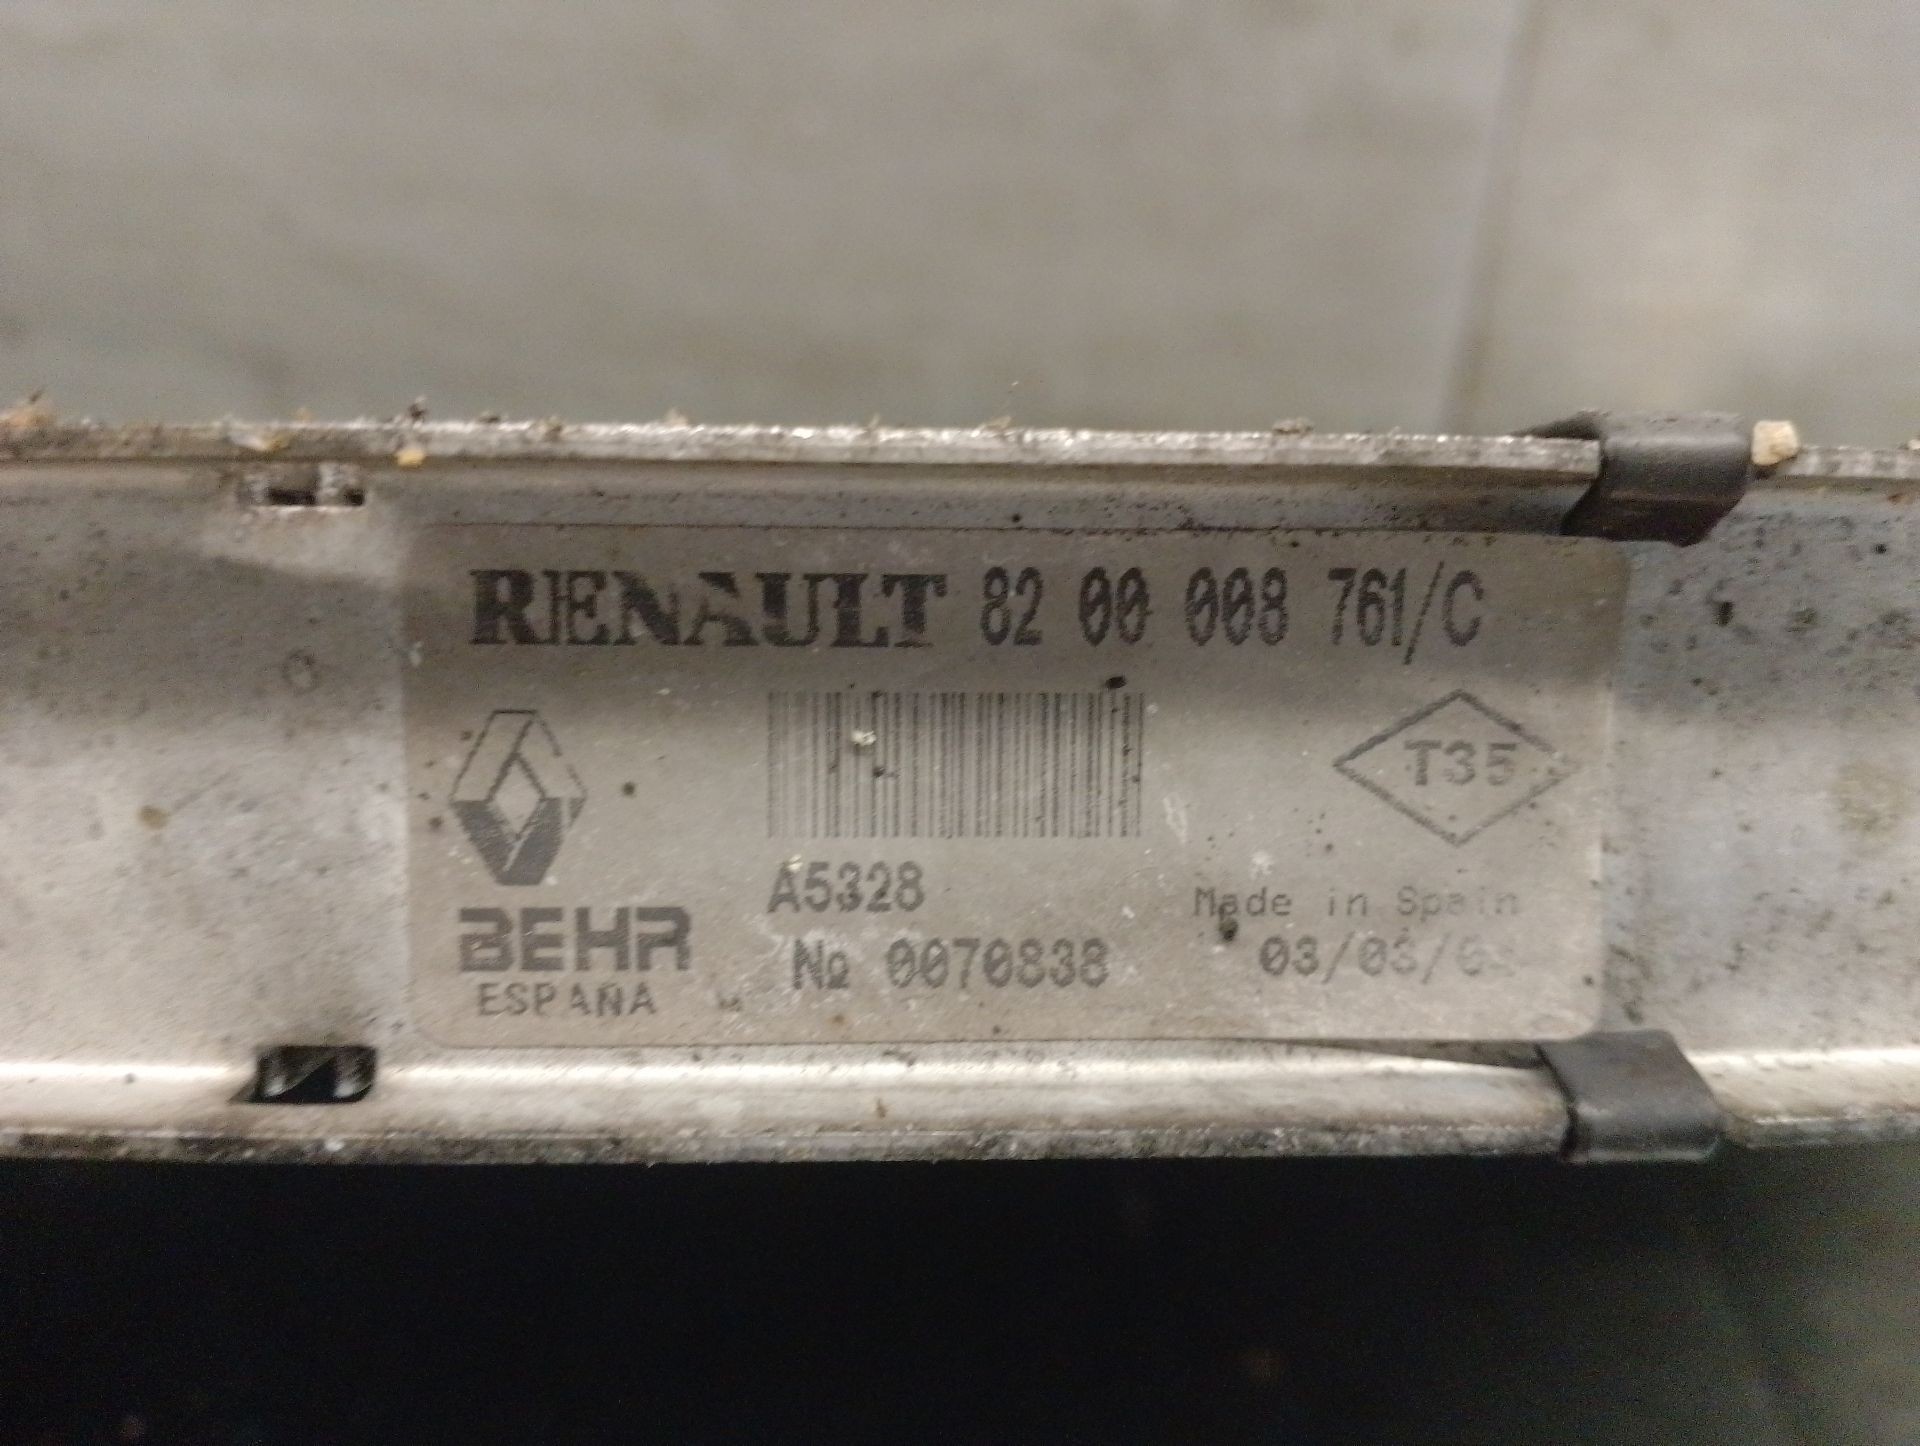 RENAULT 82 00 008 761/C
T35
A5328
BEHR
ESPAÑA
Made in Spain
№ 0070838